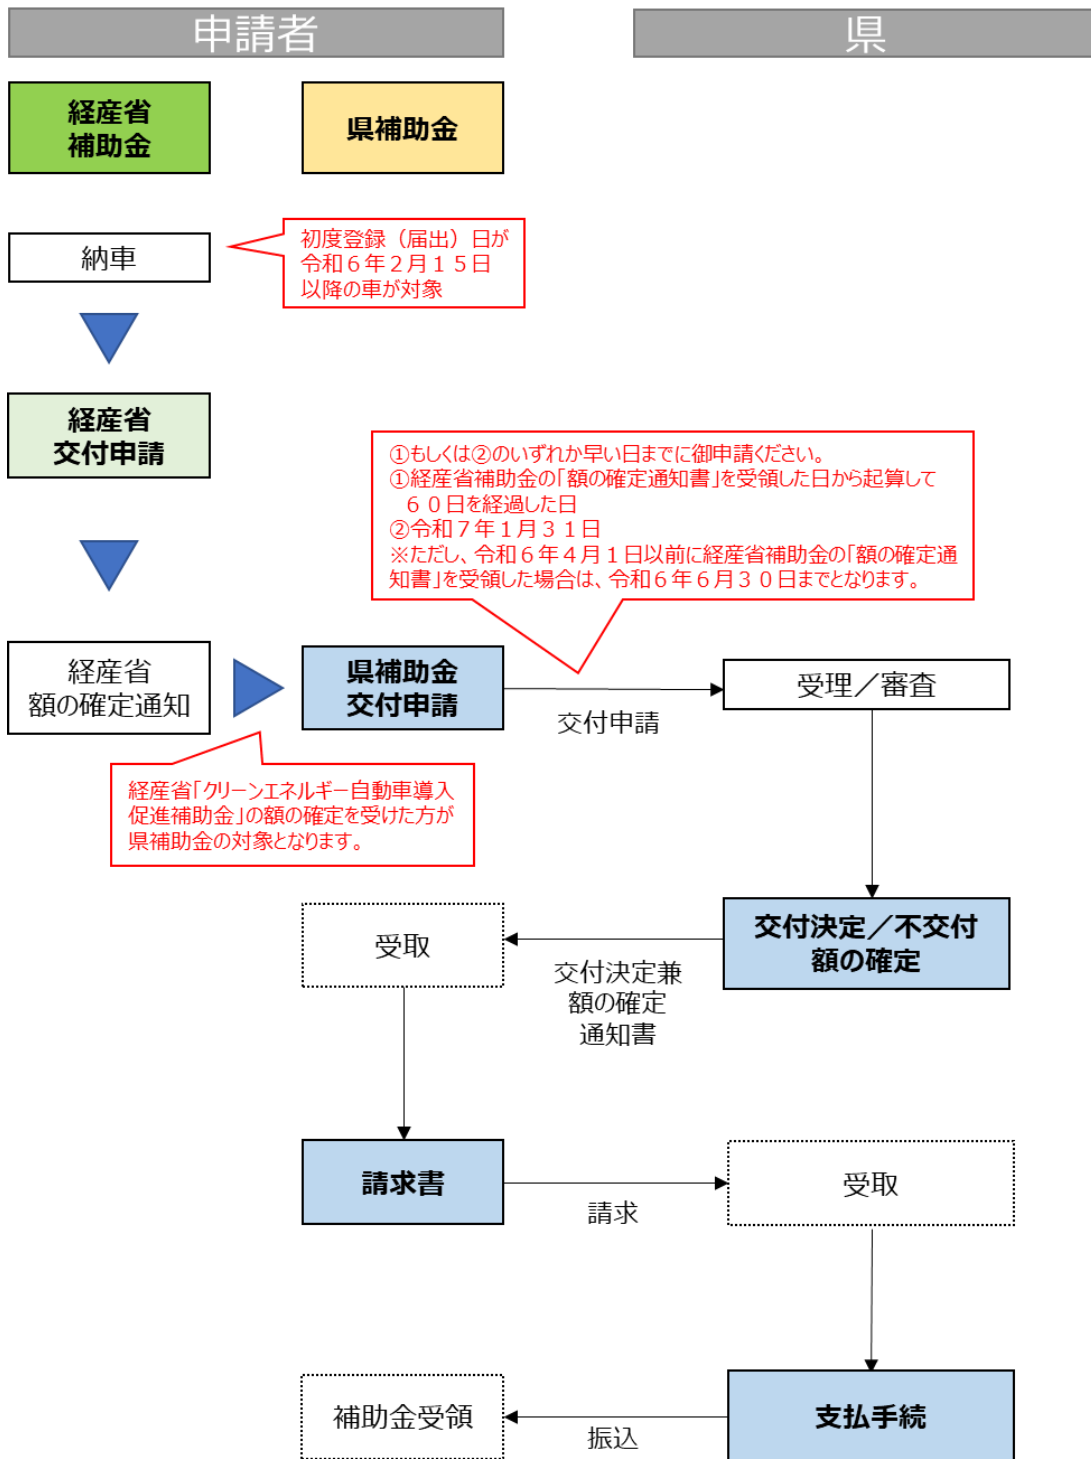 申請者
県
経産省
補助金
県補助金
納車
初度登録（届出）日が
令和６年２月１５日
以降の車が対象
経産省
交付申請
①もしくは②のいずれか早い日までに御申請ください。
①経産省補助金の「額の確定通知書」を受領した日から起算して
６０日を経過した日
②令和７年１月３１日
※ただし、令和６年４月１日以前に経産省補助金の「額の確定通
知書」を受領した場合は、令和６年６月３０日までとなります。
経産省
額の確定通知
県補助金
交付申請
交付申請
受理／審査
経産省「クリーンエネルギー自動車導入
促進補助金」の額の確定を受けた方が
県補助金の対象となります。
受取
交付決定兼
額の確定
通知書
交付決定／不交付
額の確定
請求書
請求
受取
補助金受領
振込
支払手続